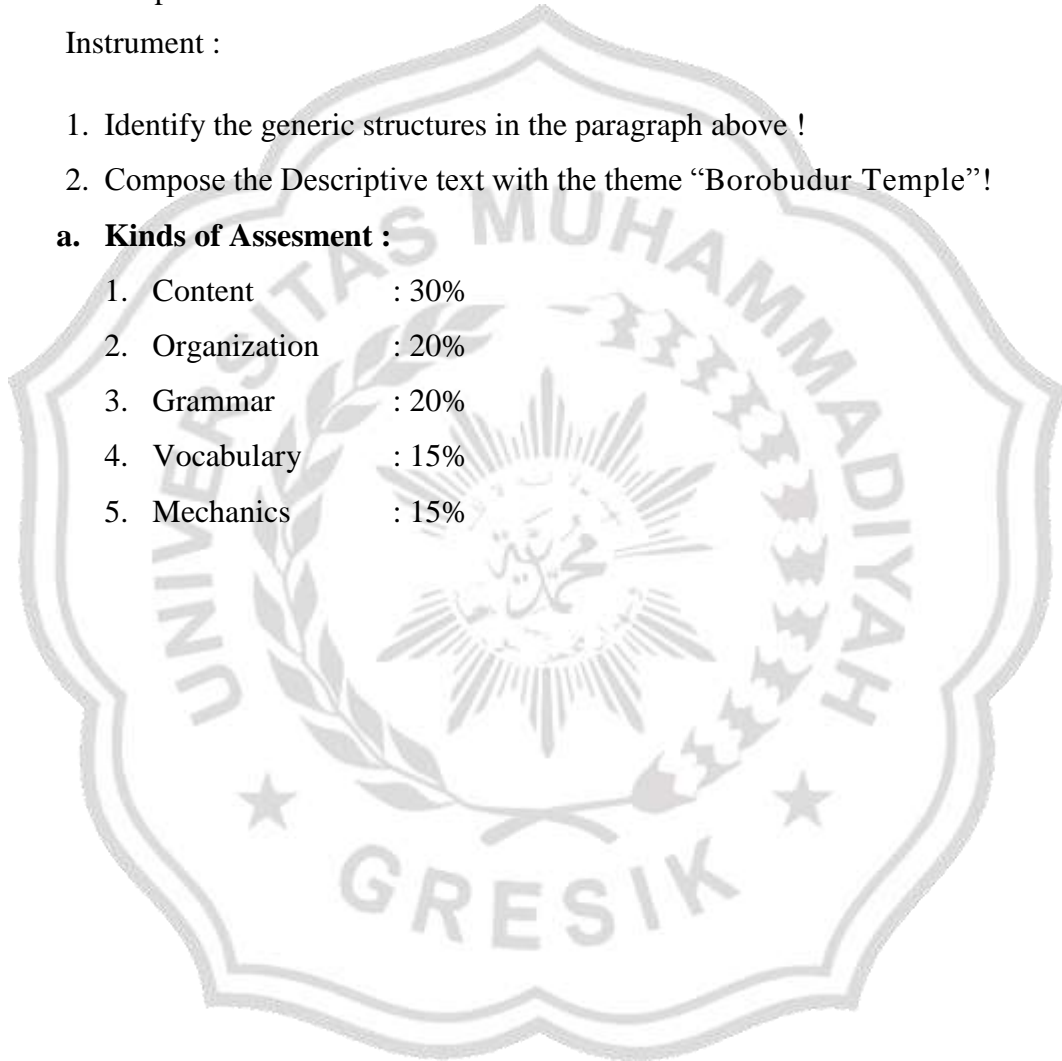 Instrument :
1. Identify the generic structures in the paragraph above !
2. Compose the Descriptive text with the theme “Borobudur Temple”!
a. Kinds of Assesment :
1. Content : 30%
2. Organization : 20%
3. Grammar : 20%
4. Vocabulary : 15%
5. Mechanics : 15%
UNIVERSITAS MUHAMMADIYAH
GRESIK